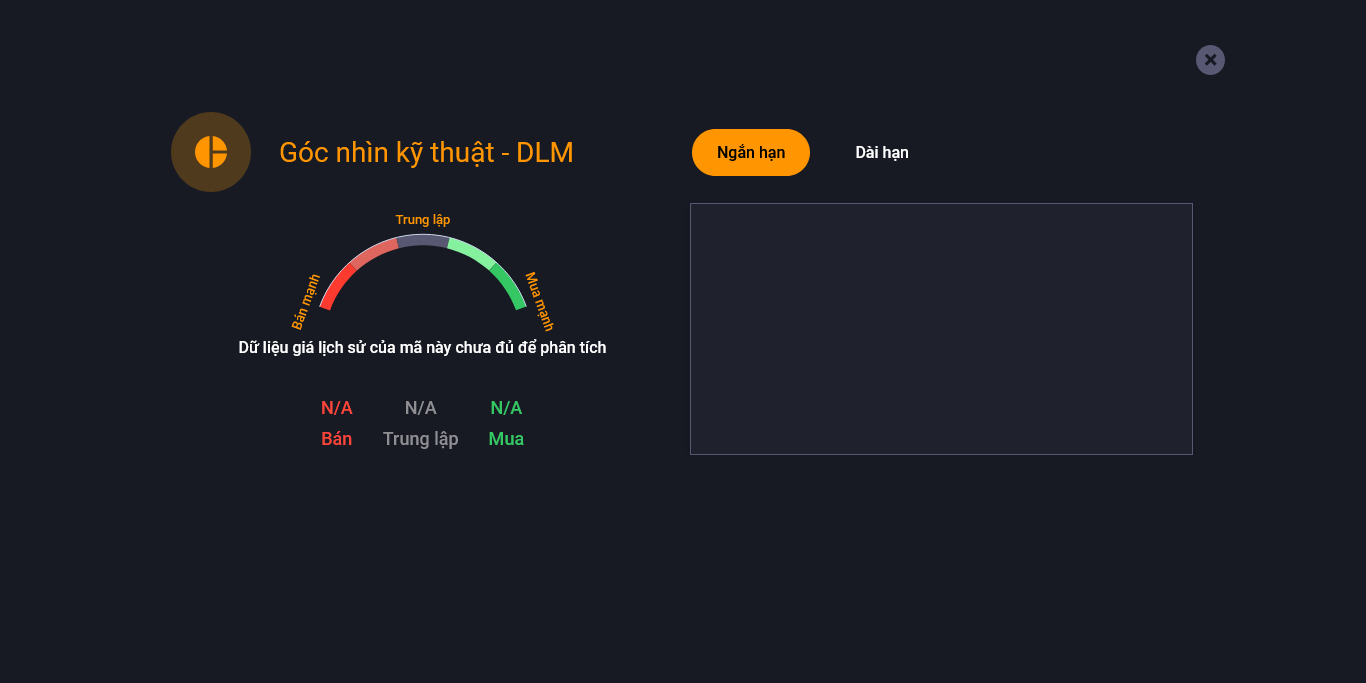 Góc nhìn kỹ thuật - DLM
Ngắn hạn
Dài hạn
Trung lập
Bán mạnh
Mua mạnh
Dữ liệu giá lịch sử của mã này chưa đủ để phân tích
N/A N/A N/A
Bán Trung lập Mua